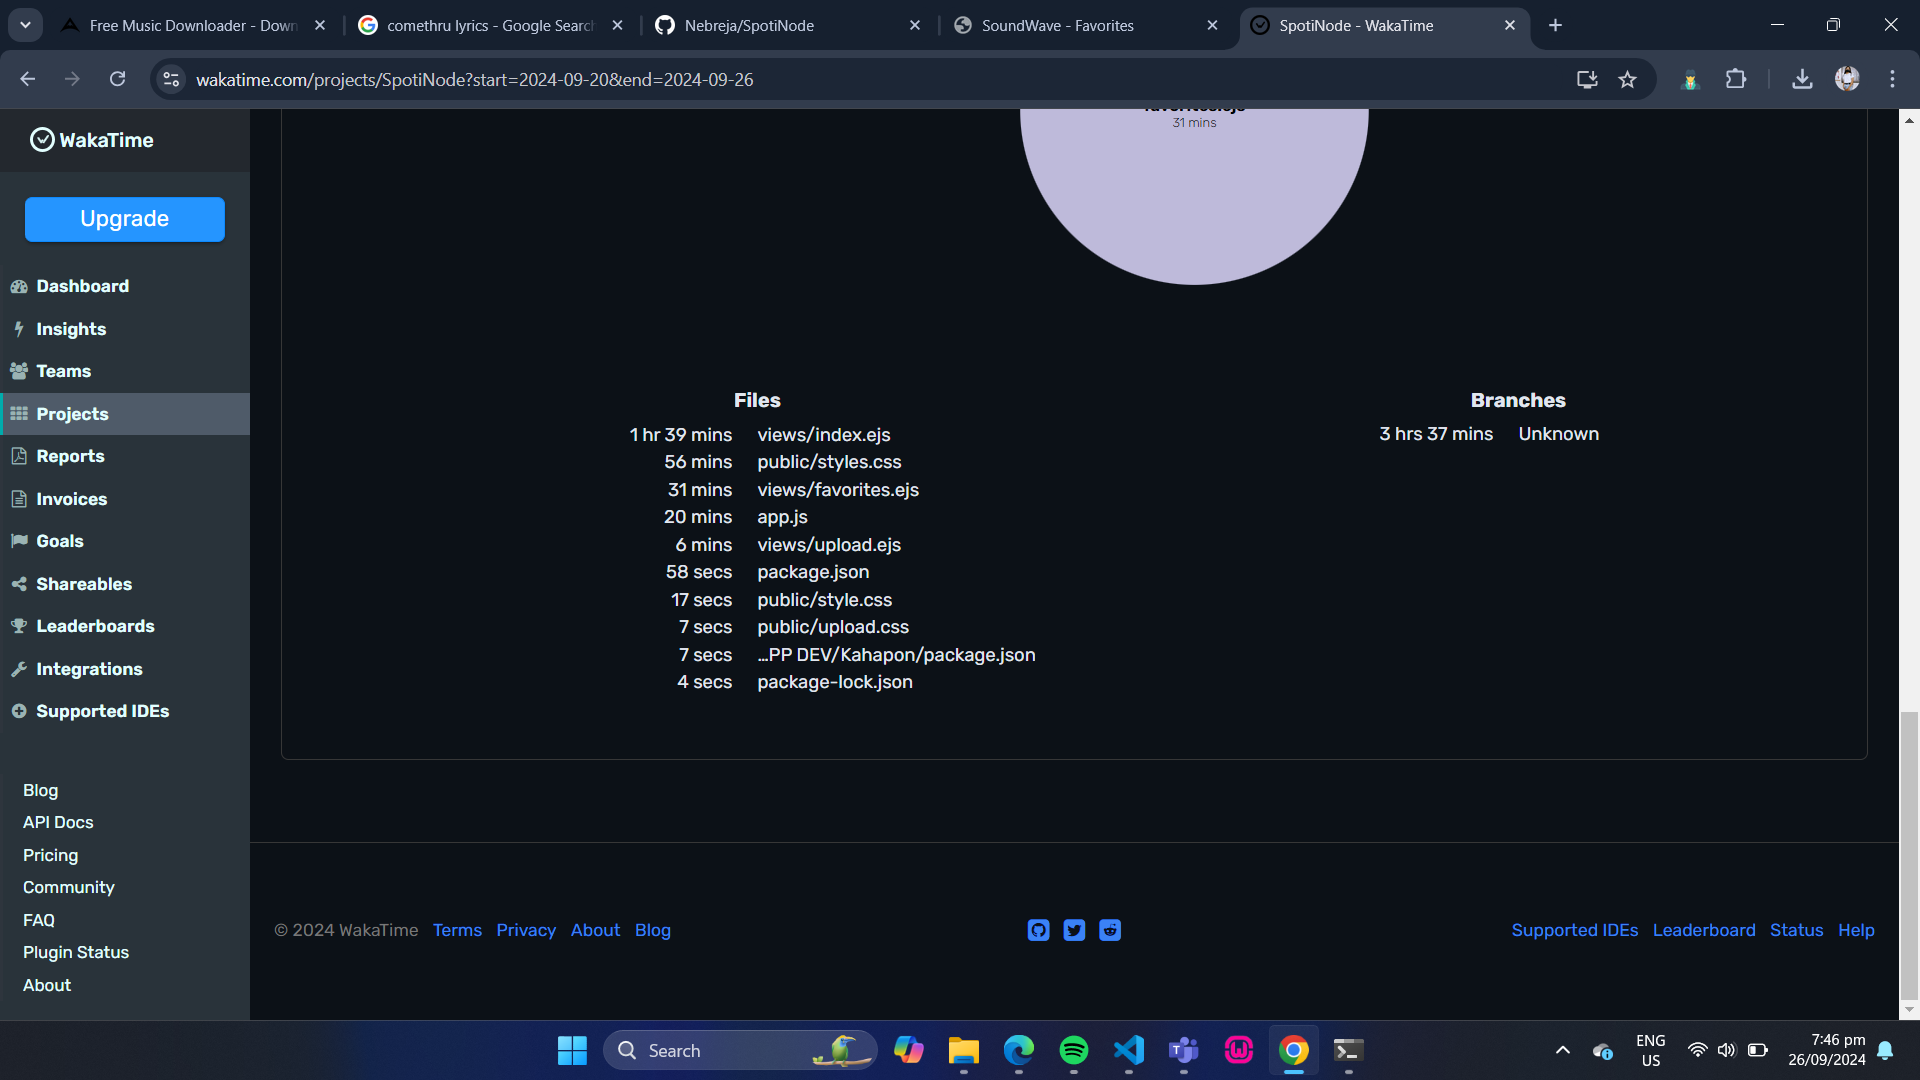 Free Music Downloader - Down
comethru lyrics - Google Search
Nebreja/SpotiNode
SoundWave - Favorites
SpotiNode - WakaTime
wakatime.com/projects/SpotiNode?start=2024-09-20&end=2024-09-26
WakaTime
Upgrade
Dashboard
Insights
Teams
Projects
Reports
Invoices
Goals
Shareables
Leaderboards
Integrations
Supported IDEs
Blog
API Docs
Pricing
Community
FAQ
Plugin Status
About
31 mins
Files
1 hr 39 mins views/index.ejs
56 mins public/styles.css
31 mins views/favorites.ejs
20 mins app.js
6 mins views/upload.ejs
58 secs package.json
17 secs public/style.css
7 secs public/upload.css
7 secs …PP DEV/Kahapon/package.json
4 secs package-lock.json
Branches
3 hrs 37 mins Unknown
© 2024 WakaTime Terms Privacy About Blog
Supported IDEs Leaderboard Status Help
Search
ENG
US
7:46 pm
26/09/2024